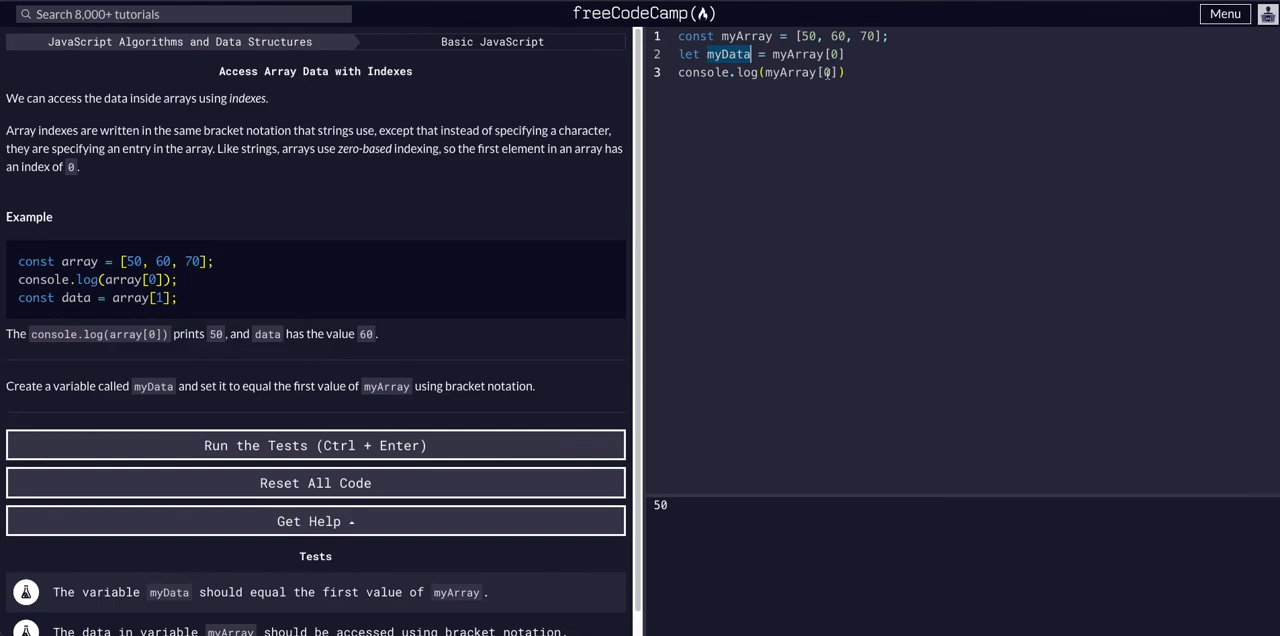 Search 8,000+ tutorials
freeCodeCamp
Menu
JavaScript Algorithms and Data Structures
Basic JavaScript
Access Array Data with Indexes
We can access the data inside arrays using indexes.
Array indexes are written in the same bracket notation that strings use, except that instead of specifying a character,
they are specifying an entry in the array. Like strings, arrays use zero-based indexing, so the first element in an array has
an index of 0.
Example
const array = [50, 60, 70];
console.log(array[0]);
const data = array[1];
The console.log(array[0]) prints 50, and data has the value 60.
Create a variable called myData and set it to equal the first value of myArray using bracket notation.
Run the Tests (Ctrl + Enter)
Reset All Code
Get Help
Tests
The variable myData should equal the first value of myArray.
The data in variable myArray should be accessed using bracket notation.
1 const myArray = [50, 60, 70];
2 let myData = myArray[0]
3 console.log(myArray[0])
50